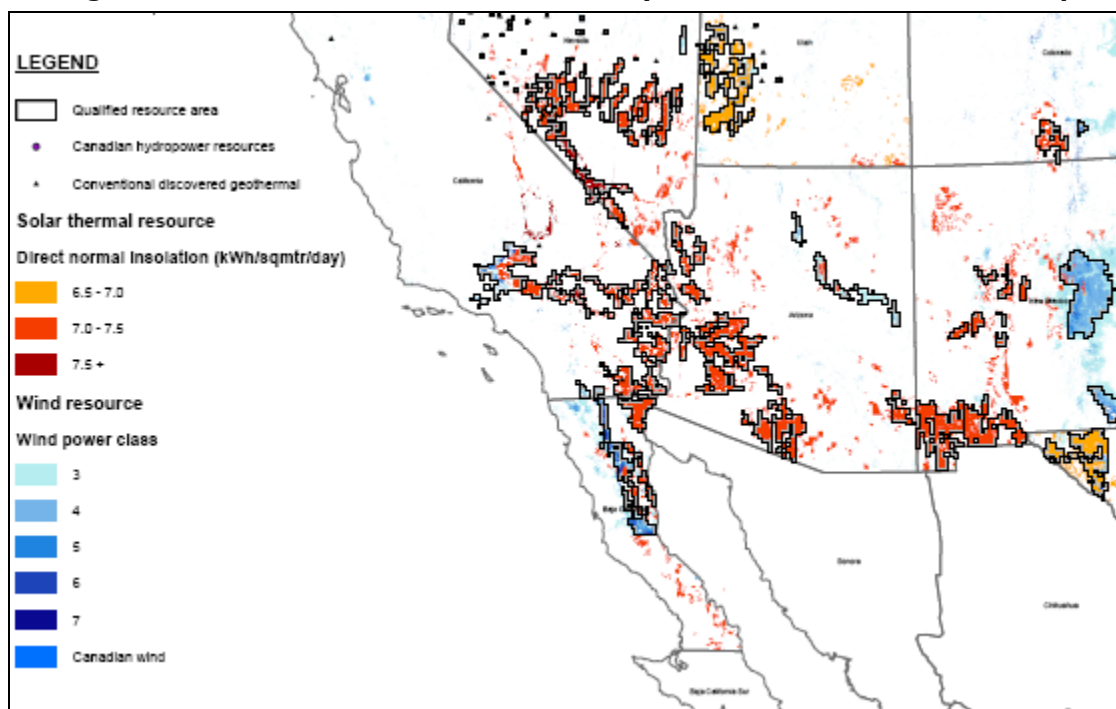 LEGEND
Qualified resource area
Canadian hydropower resources
Conventional discovered geothermal
Solar thermal resource
Direct normal Insolation (kWh/sqmtr/day)
6.5 - 7.0
7.0 - 7.5
7.5 +
Wind resource
Wind power class
3
4
5
6
7
Canadian wind
Nevada
Utah
Colorado
California
Arizona
New Mexico
Sonora
Chihuahua
Baja California Sur